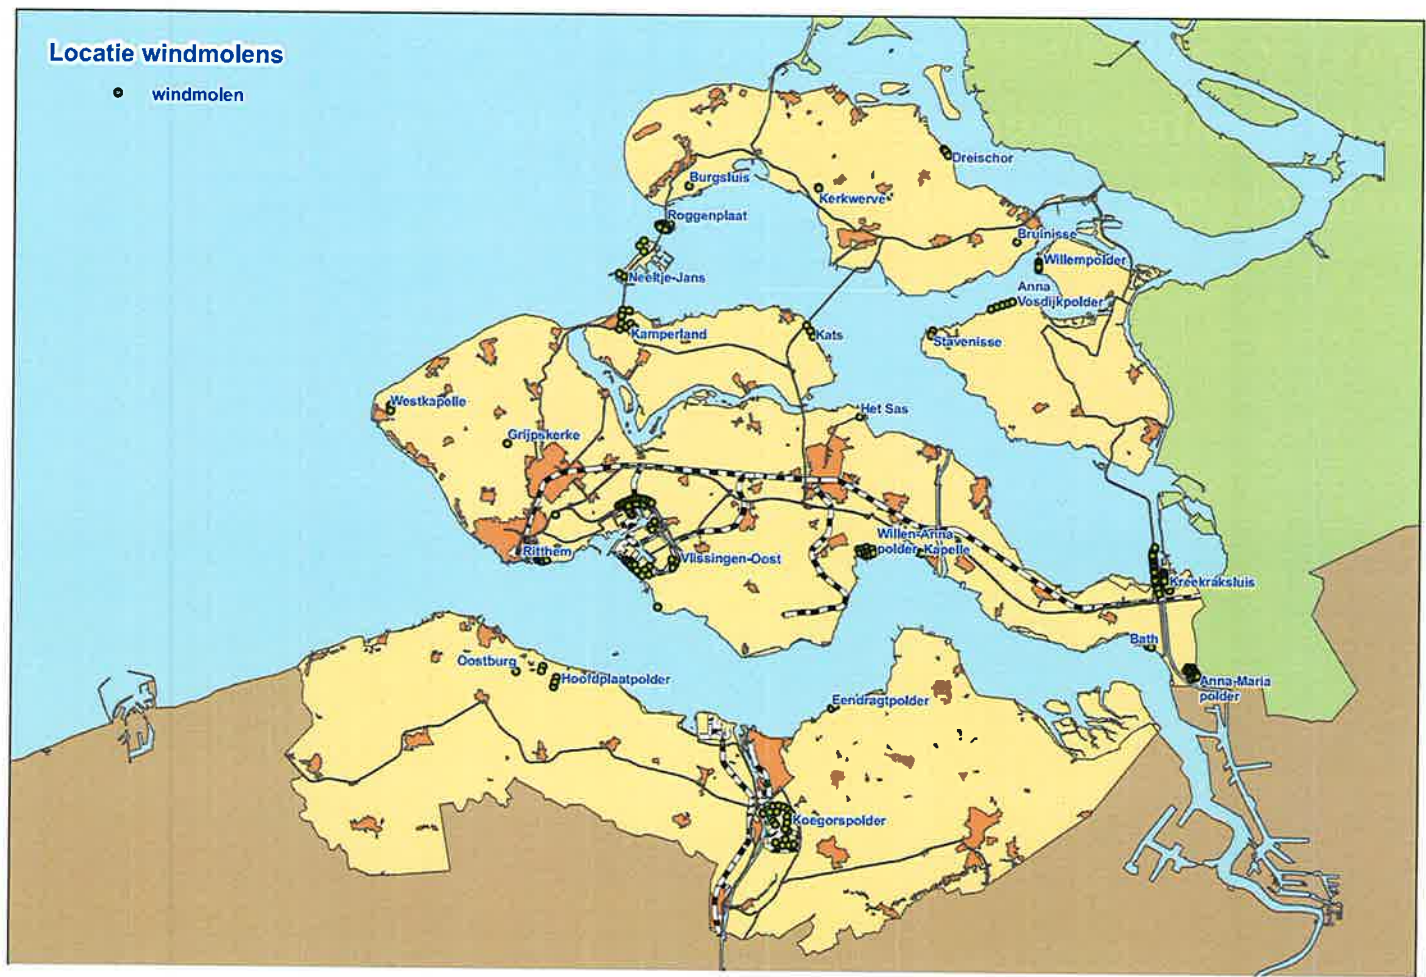 Locatie windmolens
windmolen
Dreischor
Burgsluis
Kerkwerve
Roggenplaat
Bruinisse
Willempolder
Neeltje-Jans
Anna
Vosdijkpolder
Kamperland
Kats
Stavenisse
Westkapelle
Het Sas
Grijpskerke
Willen-Anna-
polder Kapelle
Ritthem
Vlissingen-Oost
Kreekraksluis
Bath
Oostburg
Hoofdplaatpolder
Anna-Maria
polder
Eendragtpolder
Koegorspolder